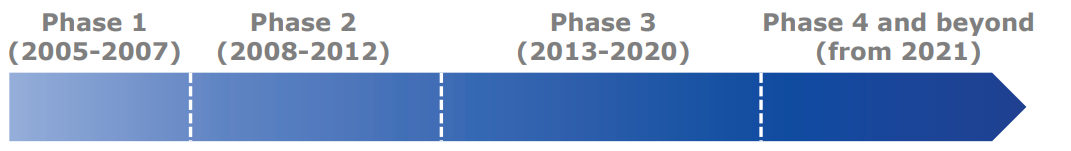 Phase 1
(2005-2007)
Phase 2
(2008-2012)
Phase 3
(2013-2020)
Phase 4 and beyond
(from 2021)